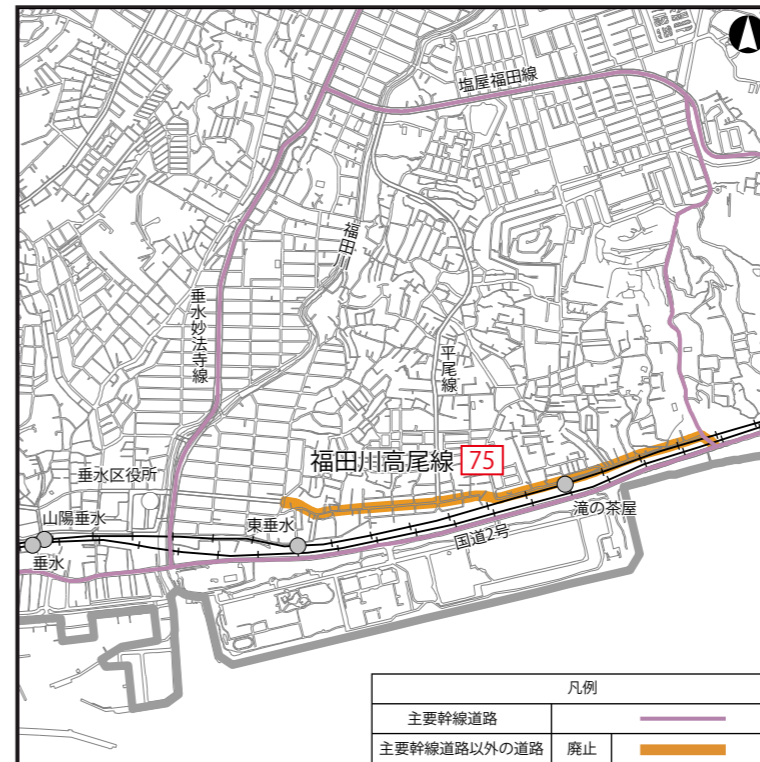 塩屋福田線
福田川
垂水妙法寺線
平尾線
福田川高尾線 75
垂水区役所
山陽垂水
東垂水
滝の茶屋
国道2号
垂水
凡例
主要幹線道路
主要幹線道路以外の道路 廃止